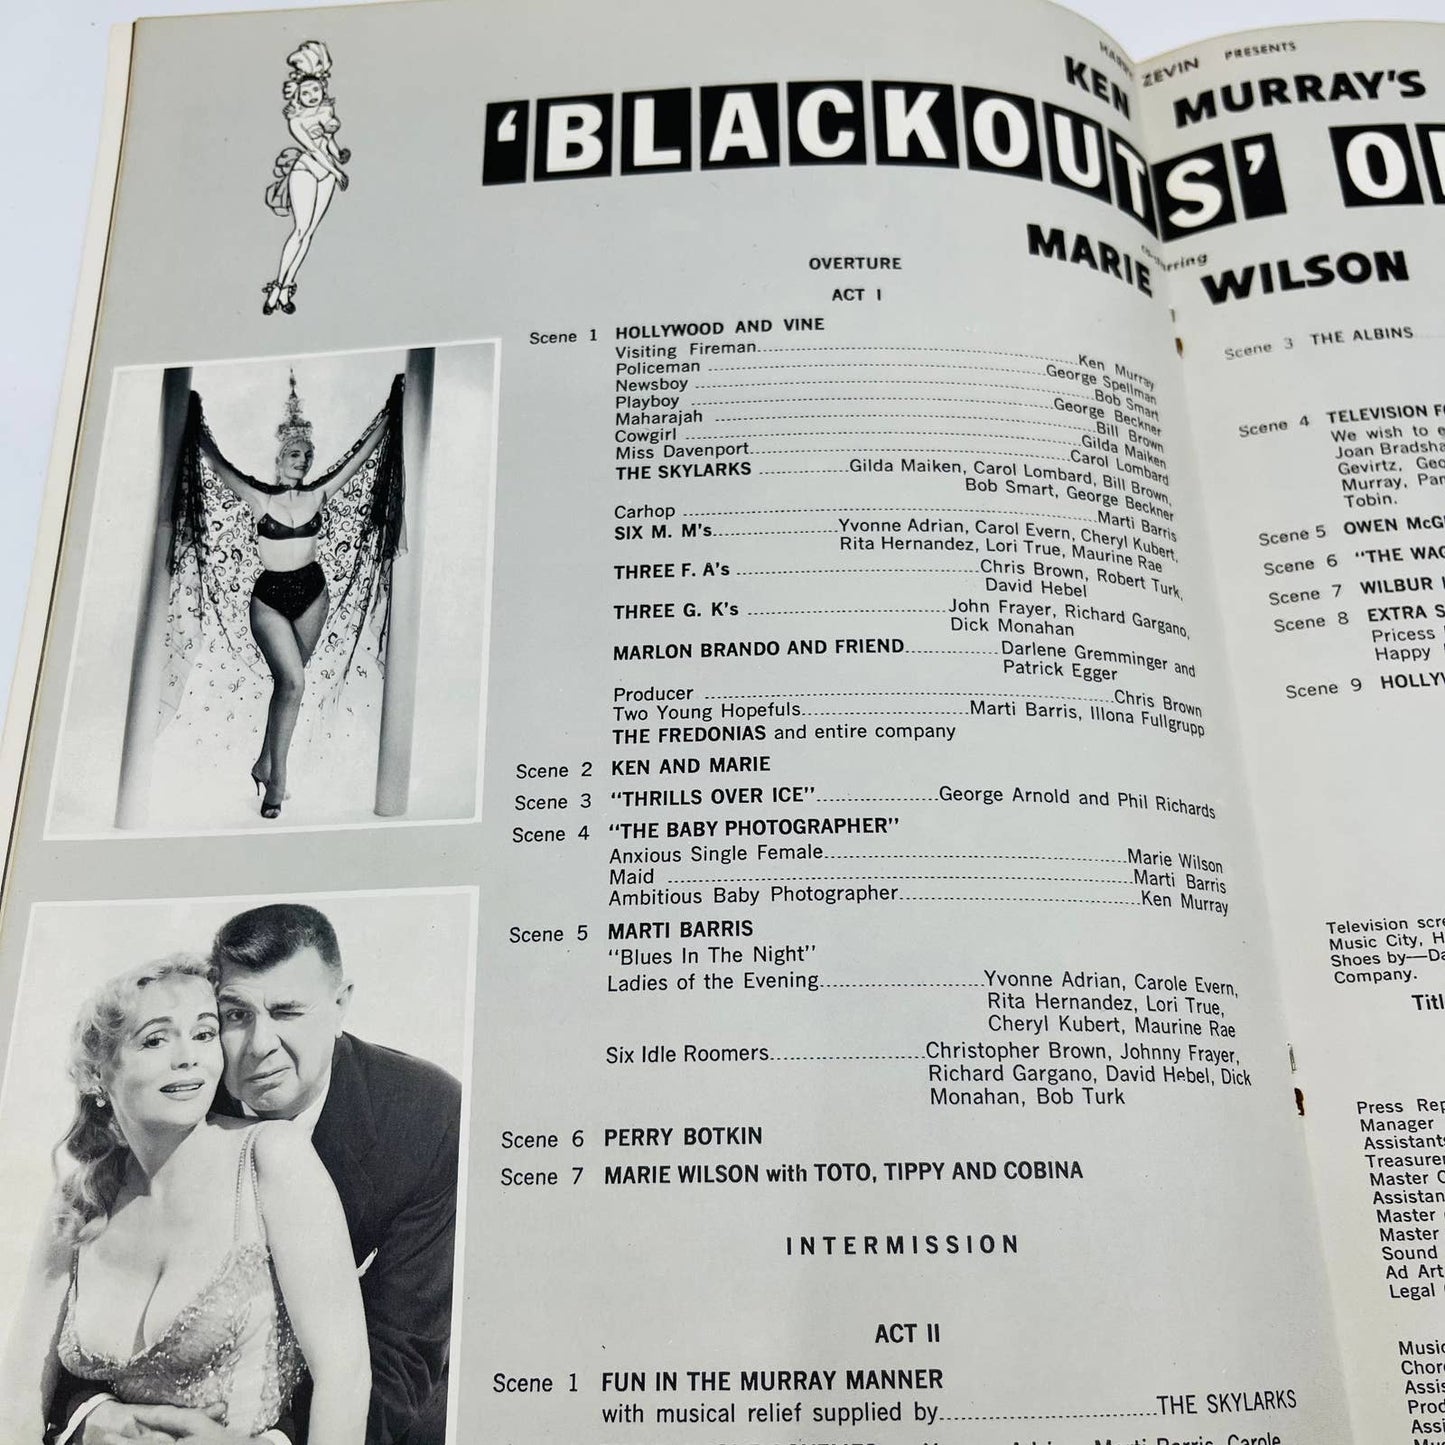 ZEVIN PRESENTS
KEN MURRAY'S
'BLACKOUTS'
co-starring
MARIE WILSON
OVERTURE
ACT I
Scene 1 HOLLYWOOD AND VINE
Visiting Fireman Ken Murray
Policeman George Spellman
Newsboy Bob Smart
Playboy George Beckner
Maharajah Bill Brown
Cowgirl Gilda Maiken
Miss Davenport Carol Lombard
THE SKYLARKS Gilda Maiken, Carol Lombard, Bill Brown,
Bob Smart, George Beckner
Carhop Marti Barris
SIX M. M's Yvonne Adrian, Carol Evern, Cheryl Kubert,
Rita Hernandez, Lori True, Maurine Rae
THREE F. A's Chris Brown, Robert Turk,
David Hebel
THREE G. K's John Frayer, Richard Gargano,
Dick Monahan
MARLON BRANDO AND FRIEND Darlene Gremminger and
Patrick Egger
Producer Chris Brown
Two Young Hopefuls Marti Barris, Illona Fullgrupp
THE FREDONIAS and entire company
Scene 2 KEN AND MARIE
Scene 3 "THRILLS OVER ICE" George Arnold and Phil Richards
Scene 4 "THE BABY PHOTOGRAPHER"
Anxious Single Female Marie Wilson
Maid Marti Barris
Ambitious Baby Photographer Ken Murray
Scene 5 MARTI BARRIS
"Blues In The Night"
Ladies of the Evening Yvonne Adrian, Carole Evern,
Rita Hernandez, Lori True,
Cheryl Kubert, Maurine Rae
Six Idle Roomers Christopher Brown, Johnny Frayer,
Richard Gargano, David Hebel, Dick
Monahan, Bob Turk
Scene 6 PERRY BOTKIN
Scene 7 MARIE WILSON with TOTO, TIPPY AND COBINA
INTERMISSION
ACT II
Scene 1 FUN IN THE MURRAY MANNER
with musical relief supplied by THE SKYLARKS
Scene 3 THE ALBINS
Scene 4 TELEVISION
We wish to
Joan
Gevirtz,
Murray,
Tobin.
Scene 5 OWEN
Scene 6 "THE
Scene 7 WILBUR
Scene 8 EXTRA
Pricess
Happy
Scene 9
Television
Music City,
Shoes by—
Company.
Press
Manager
Master
Master
Master
Sound
Ad
Legal